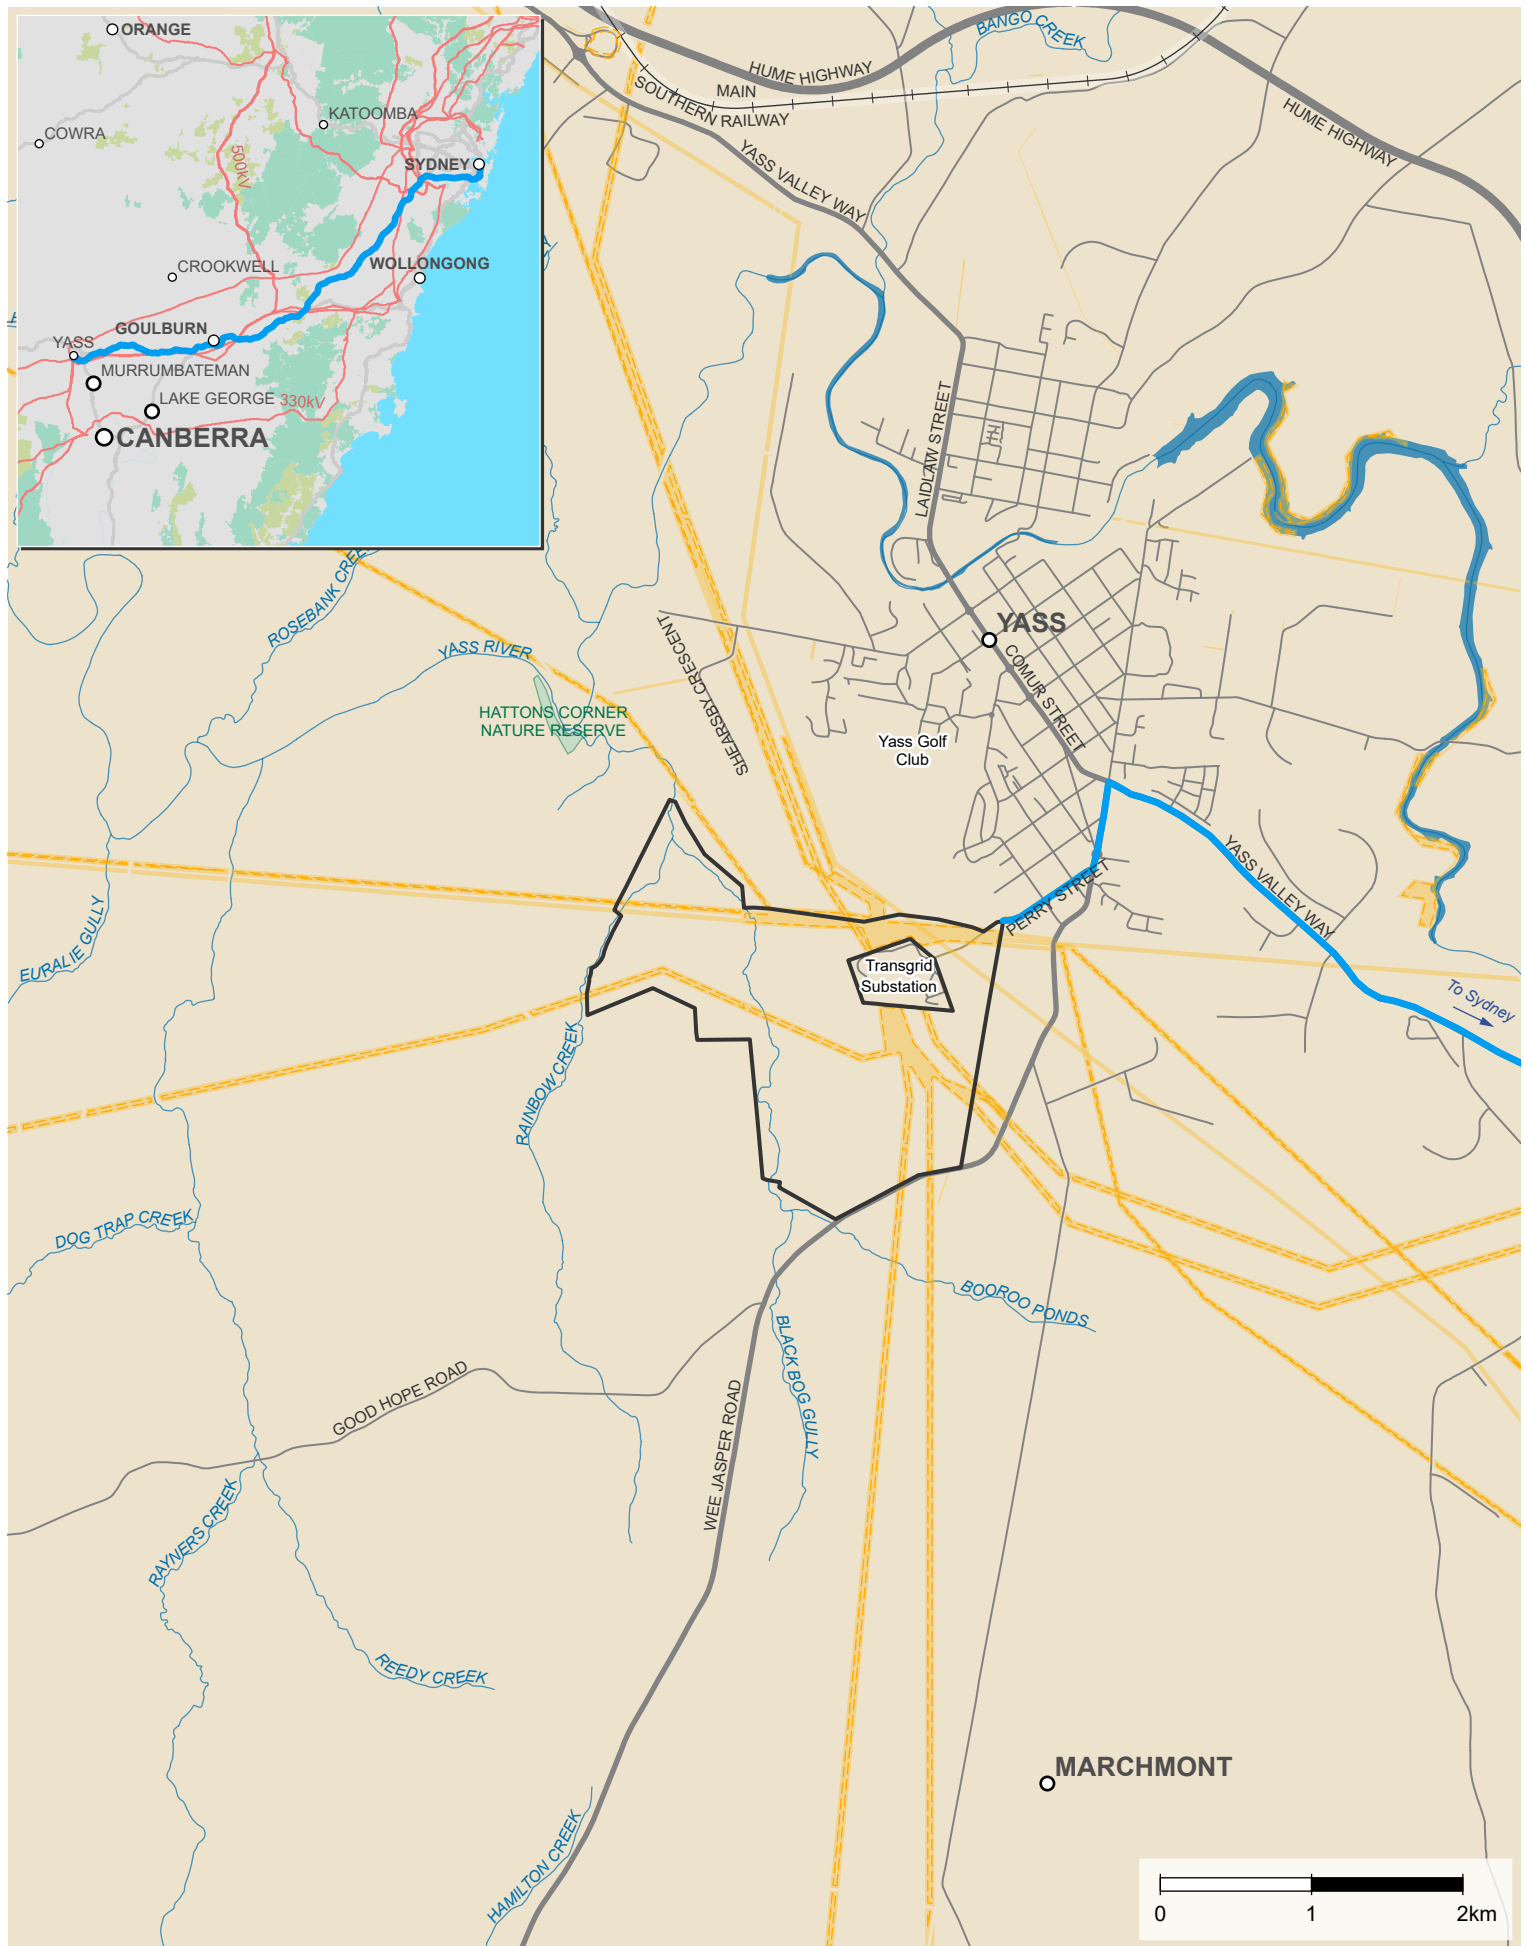 ORANGE
COWRA
KATOOMBA
SYDNEY
500kV
CROOKWELL
WOLLONGONG
GOULBURN
YASS
MURRUMBATEMAN
LAKE GEORGE
330kV
CANBERRA
BANGO CREEK
HUME HIGHWAY
MAIN
SOUTHERN RAILWAY
HUME HIGHWAY
YASS VALLEY WAY
LAIDLAW STREET
ROSEBANK CREEK
YASS RIVER
SHEARSBY CRESCENT
YASS
COMUR STREET
HATTONS CORNER
NATURE RESERVE
Yass Golf
Club
YASS VALLEY WAY
PERRY STREET
EURALIE GULLY
Transgrid
Substation
To Sydney
RAINBOW CREEK
DOG TRAP CREEK
BOOROO PONDS
BLACK BOG GULLY
GOOD HOPE ROAD
WEE JASPER ROAD
RAYNERS CREEK
REEDY CREEK
MARCHMONT
HAMILTON CREEK
0 1 2km